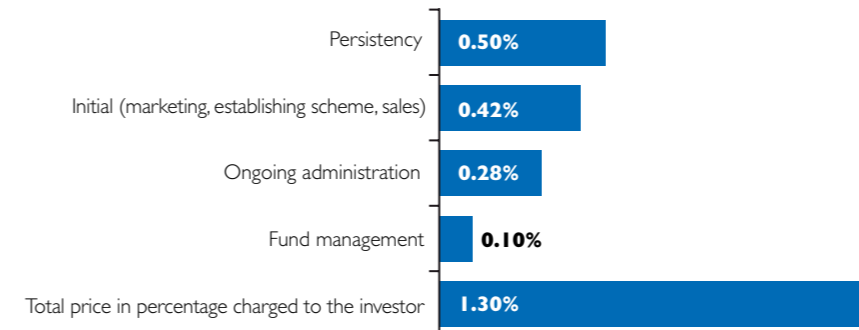 Persistency 0.50%
Initial (marketing, establishing scheme, sales) 0.42%
Ongoing administration 0.28%
Fund management 0.10%
Total price in percentage charged to the investor 1.30%